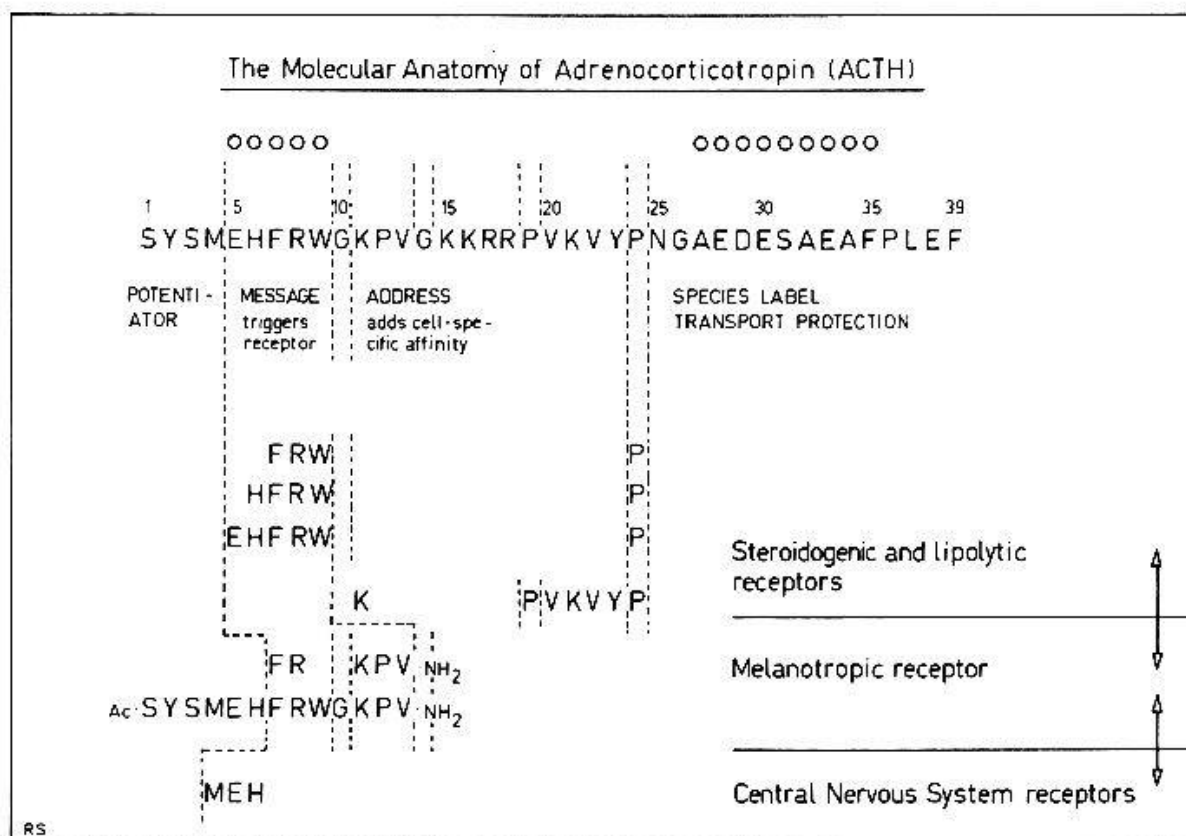 The Molecular Anatomy of Adrenocorticotropin (ACTH)
1 5 10 15 20 25 30 35 39
SYSMEHFRWGKPVGKKRRPVKVYPNGAEDESAEAFPLEF
POTENTI- MESSAGE ADDRESS SPECIES LABEL
ATOR triggers adds cell-spe- TRANSPORT PROTECTION
receptor cific affinity
FRW P
HFRW P
EHFRW P
Steroidogenic and lipolytic
receptors
K PVKVYP
FR KPV NH2
Melanotropic receptor
Ac·SYSMEHFRWGKPV·NH2
MEH
Central Nervous System receptors
RS